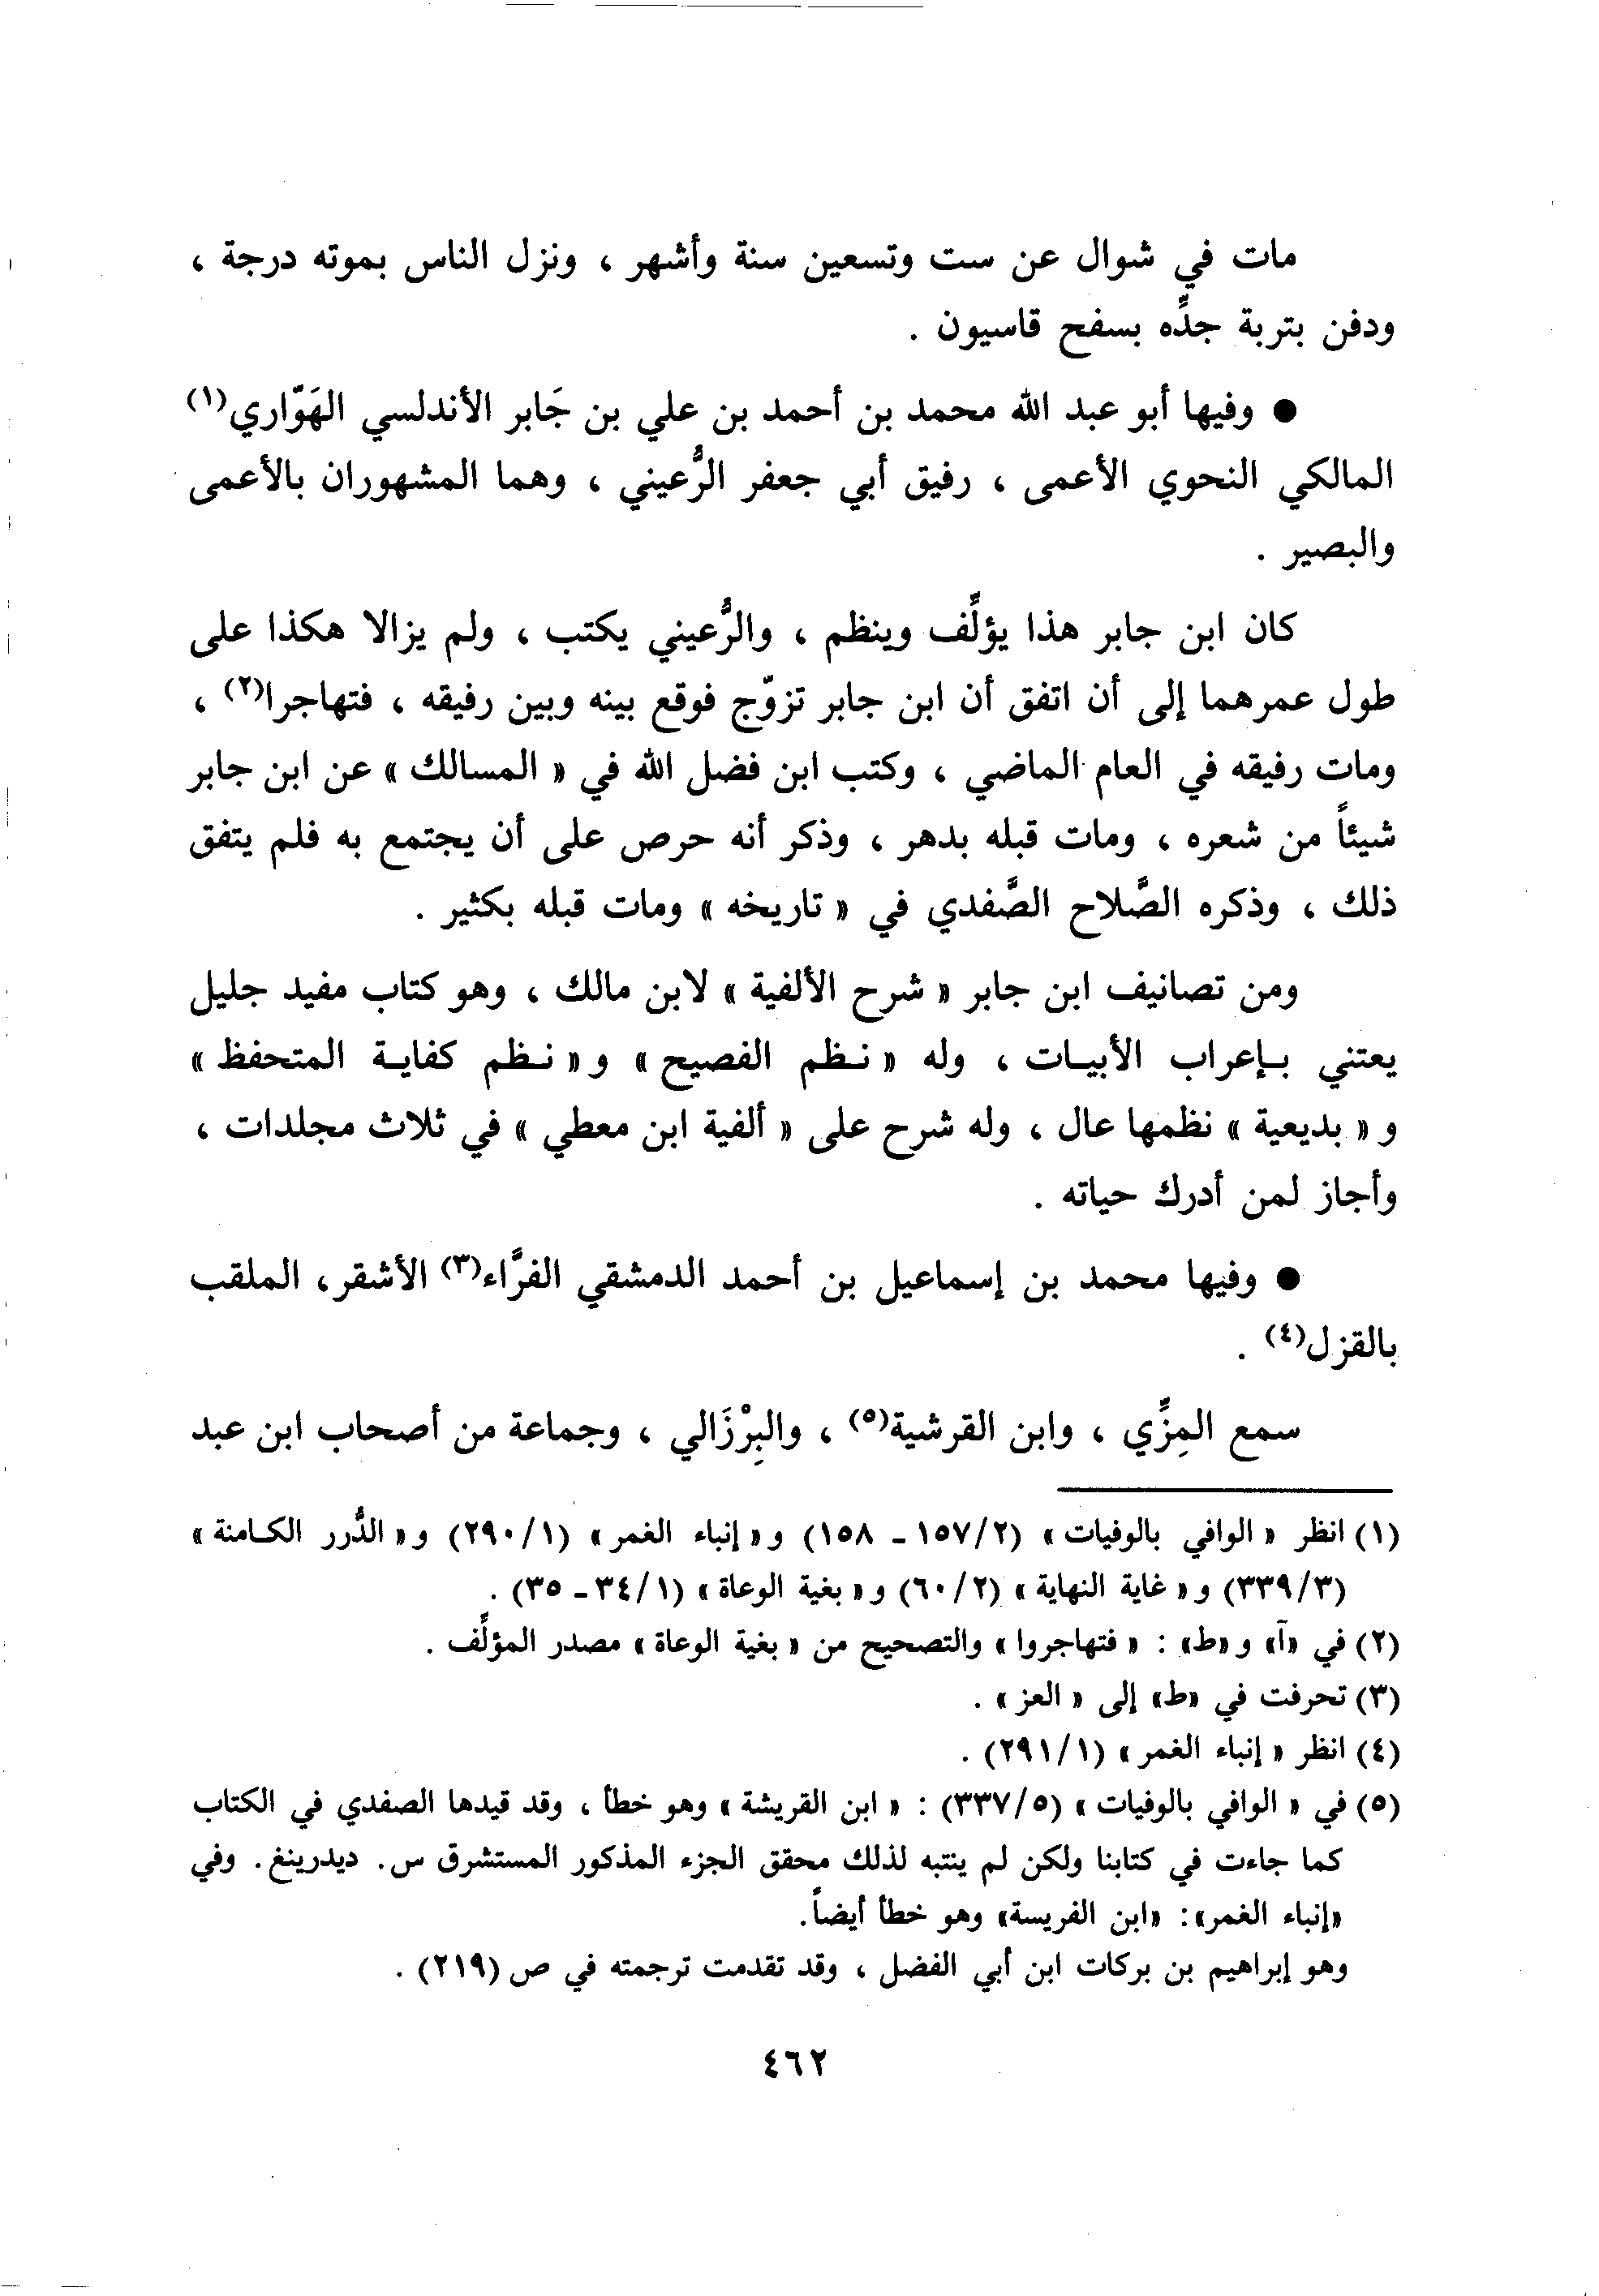 مات في شوال عن ست وتسعين سنة وأشهر ، ونزل الناس بموته درجة ،
ودفن بتربة جدِّه بسفح قاسيون .
● وفيها أبو عبد الله محمد بن أحمد بن علي بن جَابر الأندلسي الهَوّاري(١)
المالكي النحوي الأعمى ، رفيق أبي جعفر الرُّعيني ، وهما المشهوران بالأعمى
والبصير .
كان ابن جابر هذا يؤلِّف وينظم ، والرُّعيني يكتب ، ولم يزالا هكذا على
طول عمرهما إلى أن اتفق أن ابن جابر تزوّج فوقع بينه وبين رفيقه ، فتهاجرا(٢) ،
ومات رفيقه في العام الماضي ، وكتب ابن فضل الله في « المسالك » عن ابن جابر
شيئاً من شعره ، ومات قبله بدهر ، وذكر أنه حرص على أن يجتمع به فلم يتفق
ذلك ، وذكره الصَّلاح الصَّفدي في « تاريخه » ومات قبله بكثير .
ومن تصانيف ابن جابر « شرح الألفية » لابن مالك ، وهو كتاب مفيد جليل
يعتني بـإعراب الأبيـات ، وله « نـظم الفصيح » و « نـظم كفايـة المتحفظ »
و « بديعية » نظمها عال ، وله شرح على « ألفية ابن معطي » في ثلاث مجلدات ،
وأجاز لمن أدرك حياته .
● وفيها محمد بن إسماعيل بن أحمد الدمشقي الفرَّاء(٣) الأشقر، الملقب
بالقزل(٤) .
سمع المِزِّي ، وابن القرشية(٥) ، والبِرْزَالي ، وجماعة من أصحاب ابن عبد
(١) انظر « الوافي بالوفيات » (١٥٧/٢ - ١٥٨) و « إنباء الغمر » (٢٩٠/١) و « الدُّرر الكـامنة »
(٣٣٩/٣) و « غاية النهاية » (٦٠/٢) و « بغية الوعاة » (٣٤/١ - ٣٥) .
(٢) في «آ» و «ط» : « فتهاجروا » والتصحيح من « بغية الوعاة » مصدر المؤلِّف .
(٣) تحرفت في «ط» إلى « العز » .
(٤) انظر « إنباء الغمر » (٢٩١/١) .
(٥) في « الوافي بالوفيات » (٣٣٧/٥) : « ابن القريشة » وهو خطأ ، وقد قيدها الصفدي في الكتاب
كما جاءت في كتابنا ولكن لم ينتبه لذلك محقق الجزء المذكور المستشرق س. ديدرينغ. وفي
«إنباء الغمر»: «ابن الفريسة» وهو خطأ أيضاً.
وهو إبراهيم بن بركات ابن أبي الفضل ، وقد تقدمت ترجمته في ص (٢١٩) .
٤٦٢